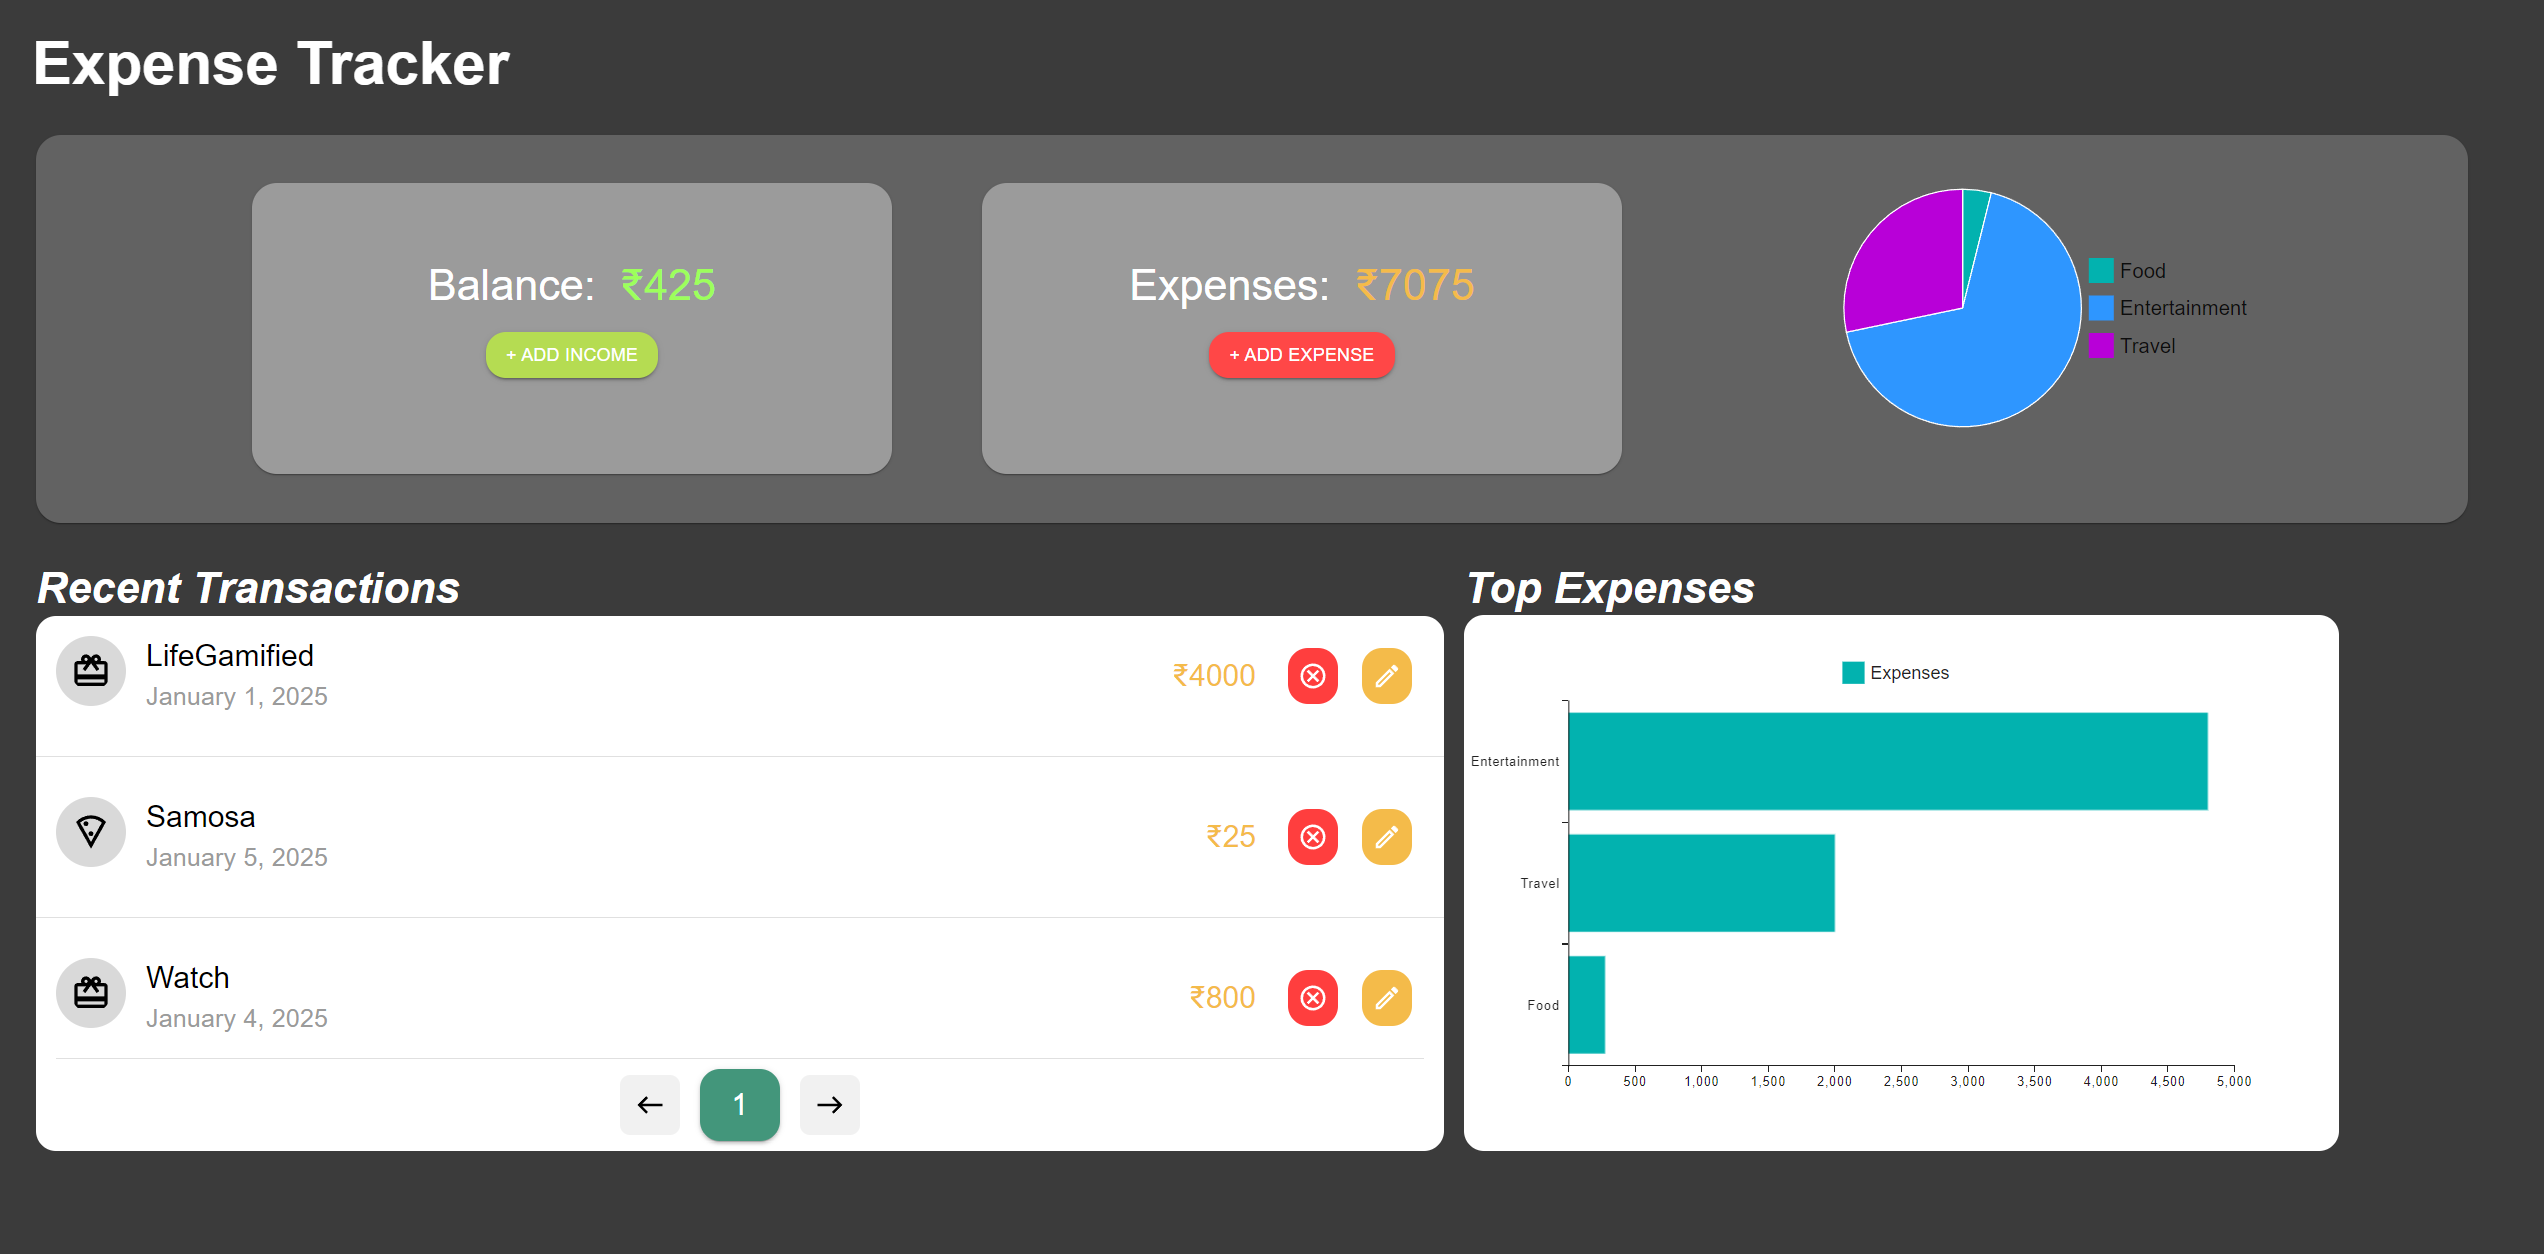 Expense Tracker
Balance: ₹425
+ ADD INCOME
Expenses: ₹7075
+ ADD EXPENSE
Food
Entertainment
Travel
Recent Transactions
LifeGamified
January 1, 2025
₹4000
Samosa
January 5, 2025
₹25
Watch
January 4, 2025
₹800
1
Top Expenses
Expenses
Entertainment
Travel
Food
0 500 1,000 1,500 2,000 2,500 3,000 3,500 4,000 4,500 5,000